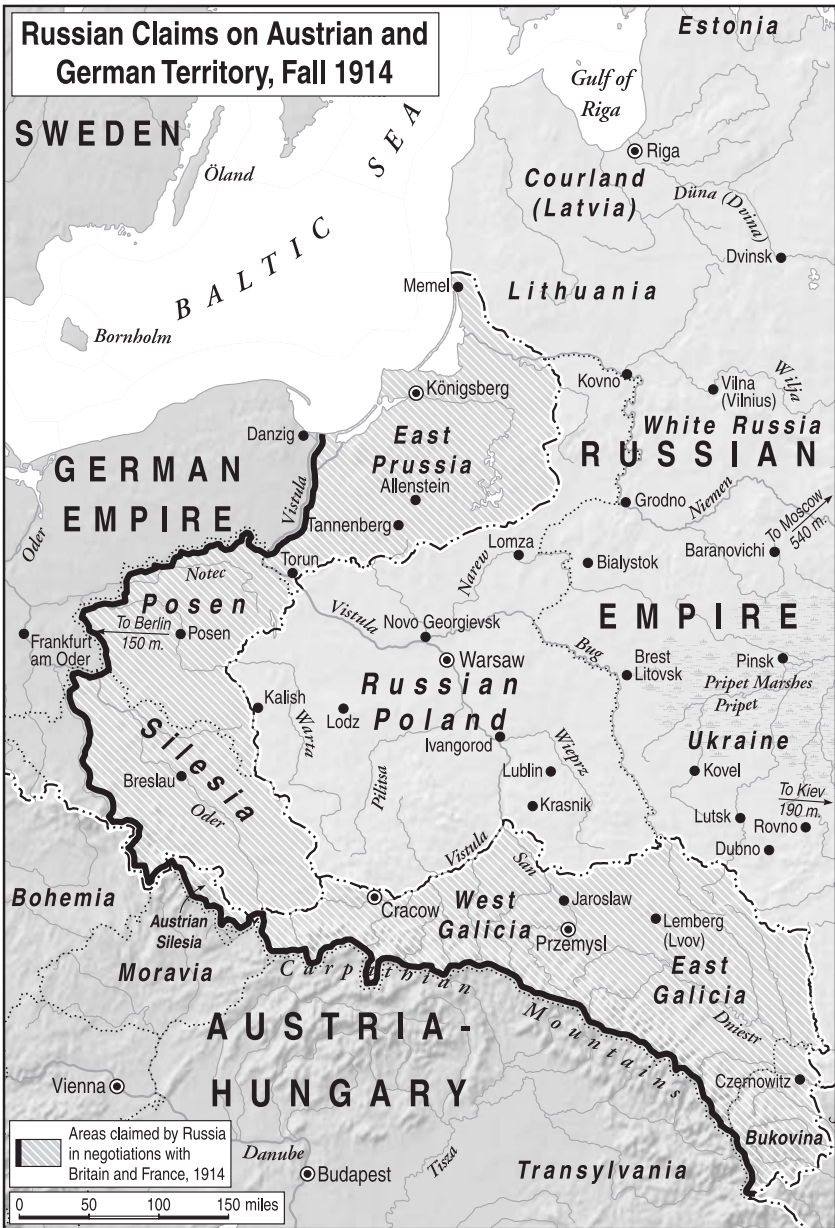 Russian Claims on Austrian and
German Territory, Fall 1914
Estonia
Gulf of
Riga
SWEDEN
Öland
BALTIC SEA
Riga
Courland
(Latvia)
Düna (Dvina)
Dvinsk
Memel
Lithuania
Bornholm
Königsberg
Kovno
Vilna
(Vilnius)
Wilja
White Russia
Danzig
East
Prussia
RUSSIAN
GERMAN
EMPIRE
Allenstein
Vistula
Tannenberg
Grodno
Niemen
To Moscow
540 m.
Oder
Lomza
Narew
Bialystok
Baranovichi
Torun
Notec
Posen
To Berlin
150 m.
Posen
Vistula
Novo Georgievsk
EMPIRE
Frankfurt
am Oder
Warsaw
Bug
Brest
Litovsk
Pinsk
Pripet Marshes
Pripet
Russian
Poland
Kalish
Lodz
Warta
Silesia
Ivangorod
Ukraine
Breslau
Pilitsa
Lublin
Wieprz
Kovel
Krasnik
To Kiev
190 m.
Oder
Lutsk
Rovno
Dubno
Vistula
San
Bohemia
Austrian
Silesia
Cracow
West
Galicia
Jaroslaw
Przemysl
Lemberg
(Lvov)
Moravia
East
Galicia
Carpathian Mountains
Dniestr
AUSTRIA-
HUNGARY
Vienna
Czernowitz
Bukovina
Areas claimed by Russia
in negotiations with
Britain and France, 1914
Danube
Budapest
Tisza
Transylvania
0 50 100 150 miles